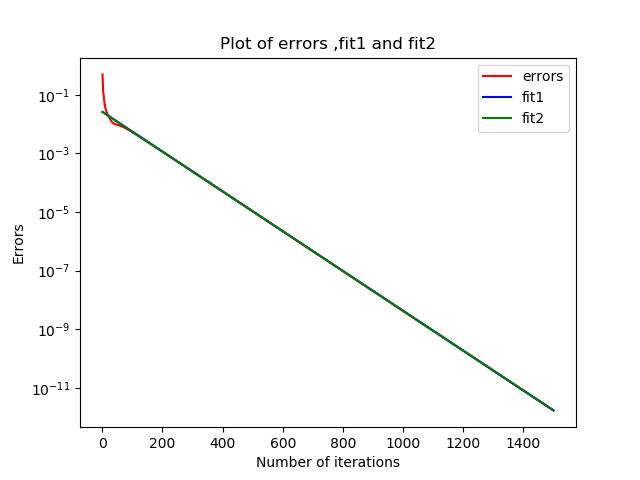 Plot of errors ,fit1 and fit2
errors
fit1
fit2
Errors
10⁻¹
10⁻³
10⁻⁵
10⁻⁷
10⁻⁹
10⁻¹¹
0 200 400 600 800 1000 1200 1400
Number of iterations